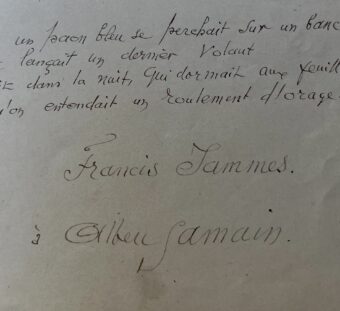 un paon bleu se perchait sur un banc
lançait un dernier Volant
dans la nuit, qui dormait aux feuill
'on entendait un roulement d'orage.
Francis Jammes.
à Albert Samain.